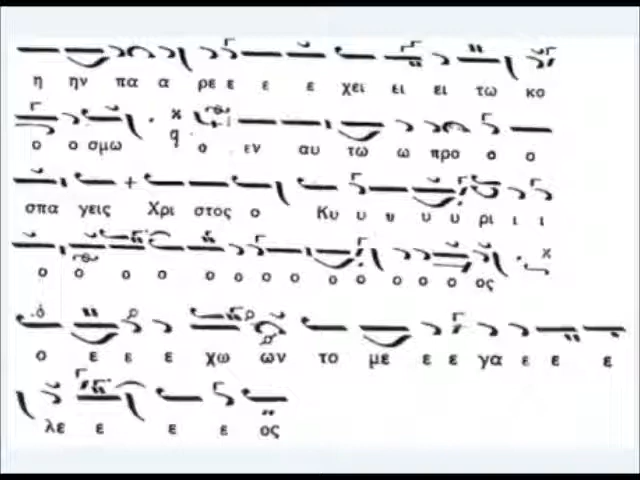 η ην πα α ρε ε ε ε χει ει ει τω κο
ο ο σμω ο εν αυ τω ω προ ο ο
σπα γεις Χρι στος ο Κυ υ υ υ υ ρι ι ι
ο ο ο ο ο ο ο ο ο ο ο ο ο ος
ο ε ε ε χω ων το με ε ε γα ε ε ε
λε ε ε ε ος